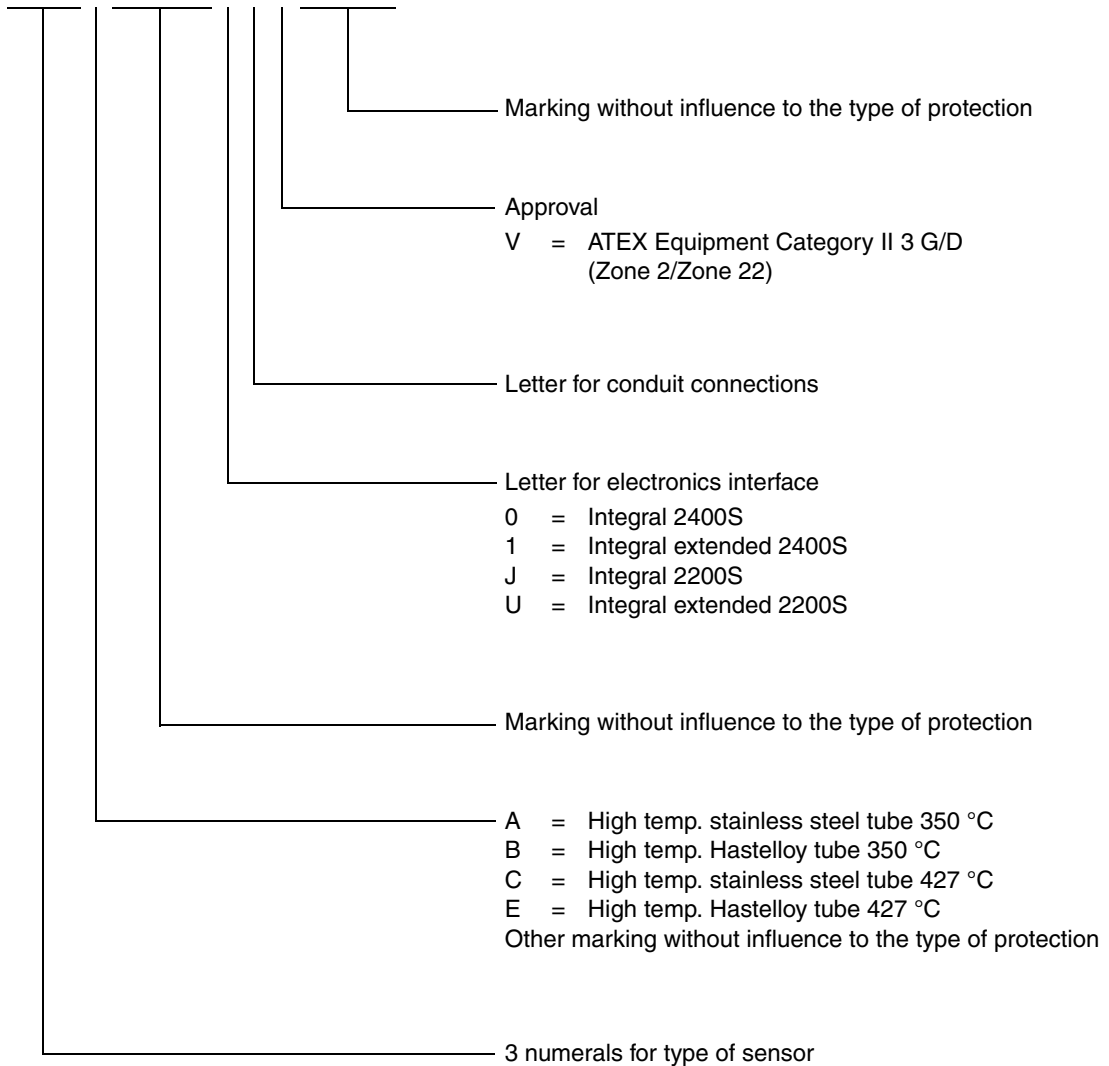 Marking without influence to the type of protection
Approval
V = ATEX Equipment Category II 3 G/D
(Zone 2/Zone 22)
Letter for conduit connections
Letter for electronics interface
0 = Integral 2400S
1 = Integral extended 2400S
J = Integral 2200S
U = Integral extended 2200S
Marking without influence to the type of protection
A = High temp. stainless steel tube 350 °C
B = High temp. Hastelloy tube 350 °C
C = High temp. stainless steel tube 427 °C
E = High temp. Hastelloy tube 427 °C
Other marking without influence to the type of protection
3 numerals for type of sensor